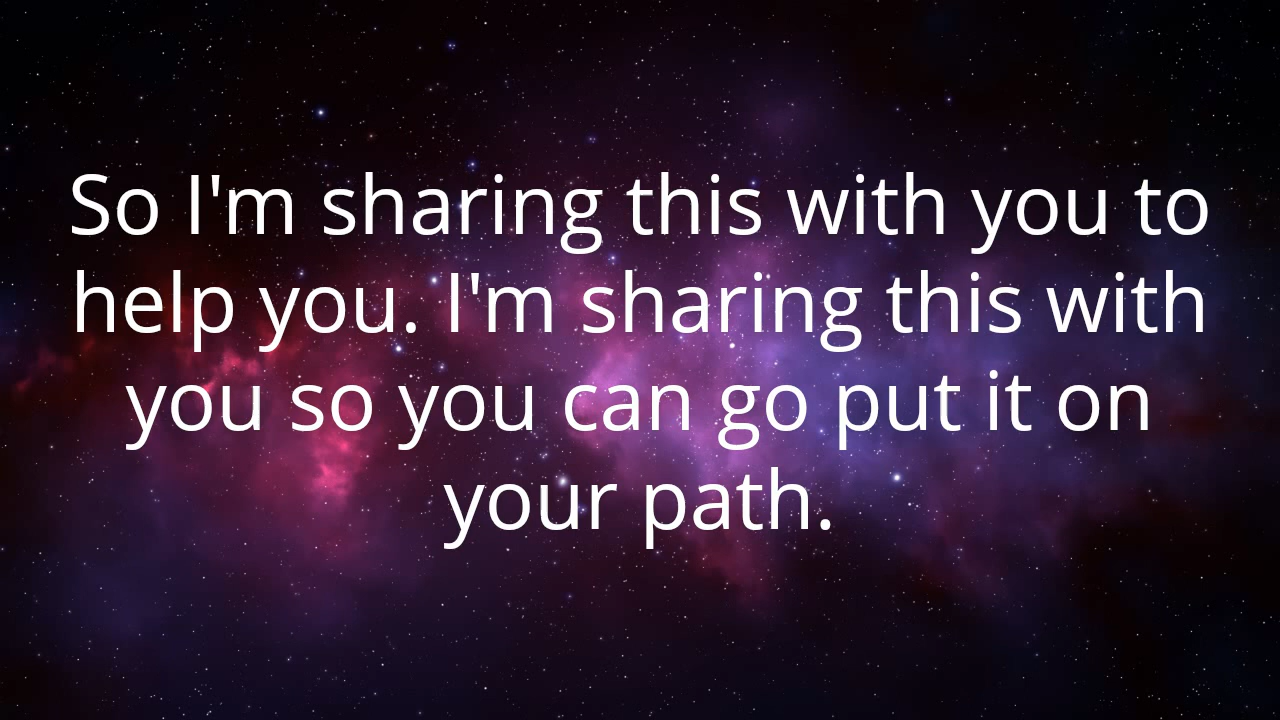 So I'm sharing this with you to
help you. I'm sharing this with
you so you can go put it on
your path.